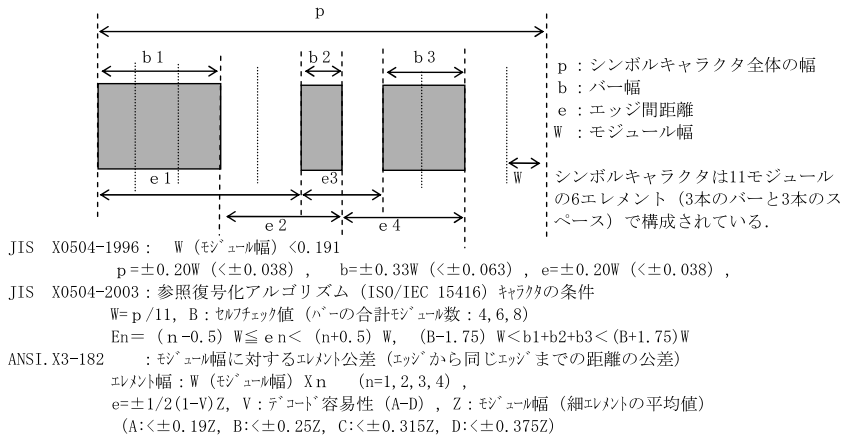 p
b1 b2 b3
p：シンボルキャラクタ全体の幅
b：バー幅
e：エッジ間距離
W：モジュール幅
e1 e3 W
e2 e4
シンボルキャラクタは11モジュール
の6エレメント（3本のバーと3本のス
ペース）で構成されている．
JIS X0504-1996： W（ﾓｼﾞｭｰﾙ幅）<0.191
p=±0.20W（<±0.038）， b=±0.33W（<±0.063），e=±0.20W（<±0.038），
JIS X0504-2003：参照復号化アルゴリズム（ISO/IEC 15416）ｷｬﾗｸﾀの条件
W=p/11, B：ｾﾙﾌﾁｪｯｸ値（ﾊﾞｰの合計ﾓｼﾞｭｰﾙ数：4,6,8）
En＝（n-0.5）W≦en<（n+0.5）W, (B-1.75) W<b1+b2+b3<(B+1.75)W
ANSI.X3-182 ：ﾓｼﾞｭｰﾙ幅に対するｴﾚﾒﾝﾄ公差（ｴｯｼﾞから同じｴｯｼﾞまでの距離の公差）
ｴﾚﾒﾝﾄ幅：W（ﾓｼﾞｭｰﾙ幅）Xn （n=1,2,3,4），
e=±1/2(1-V)Z, V：ﾃﾞｺｰﾄﾞ容易性（A-D），Z：ﾓｼﾞｭｰﾙ幅（細ｴﾚﾒﾝﾄの平均値）
(A:<±0.19Z, B:<±0.25Z, C:<±0.315Z, D:<±0.375Z)